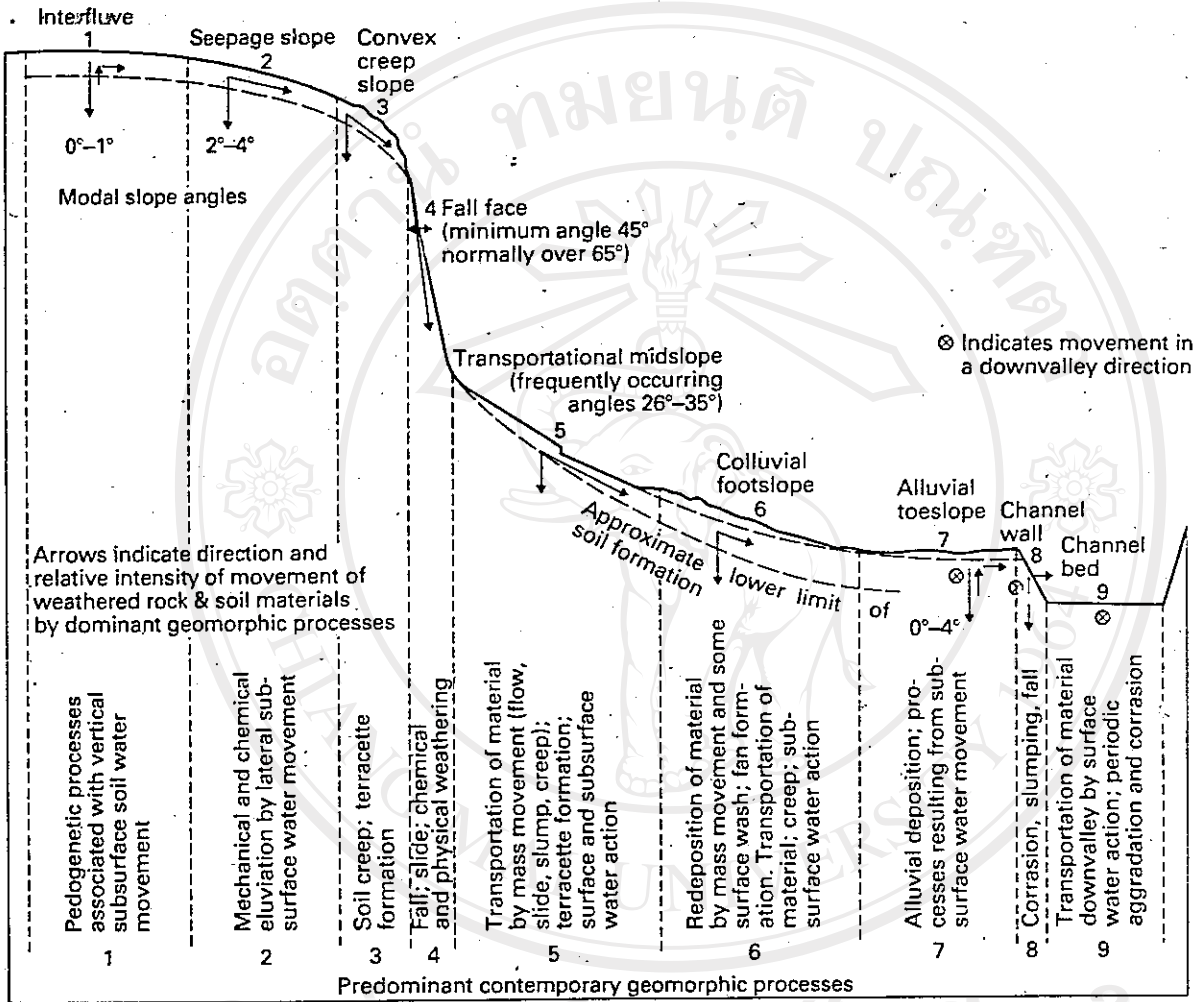 Interfluve
1
Seepage slope
2
Convex
creep
slope
3
0°–1°
2°–4°
Modal slope angles
4 Fall face
(minimum angle 45°
normally over 65°)
⊗ Indicates movement in
a downvalley direction
Transportational midslope
(frequently occurring
angles 26°–35°)
5
Colluvial
footslope
6
Alluvial
toeslope
7
Channel
wall
8
Channel
bed
9
Approximate lower limit of
soil formation
0°–4°
Arrows indicate direction and
relative intensity of movement of
weathered rock & soil materials
by dominant geomorphic processes
Pedogenetic processes
associated with vertical
subsurface soil water
movement
Mechanical and chemical
eluviation by lateral sub-
surface water movement
Soil creep; terracette
formation
Fall; slide; chemical
and physical weathering
Transportation of material
by mass movement (flow,
slide, slump, creep);
terracette formation;
surface and subsurface
water action
Redeposition of material
by mass movement and some
surface wash; fan form-
ation. Transportation of
material; creep; sub-
surface water action
Alluvial deposition; pro-
cesses resulting from sub-
surface water movement
Corrasion, slumping, fall
Transportation of material
downvalley by surface
water action; periodic
aggradation and corrasion
1 2 3 4 5 6 7 8 9
Predominant contemporary geomorphic processes